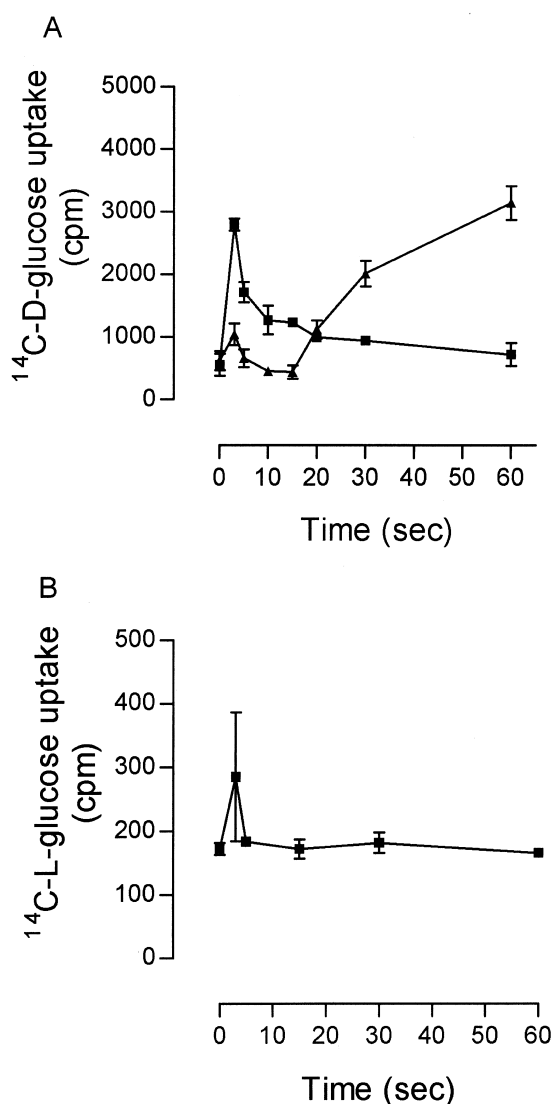 A
¹⁴C-D-glucose uptake
(cpm)
5000
4000
3000
2000
1000
0
0 10 20 30 40 50 60
Time (sec)
B
¹⁴C-L-glucose uptake
(cpm)
500
400
300
200
100
0
0 10 20 30 40 50 60
Time (sec)